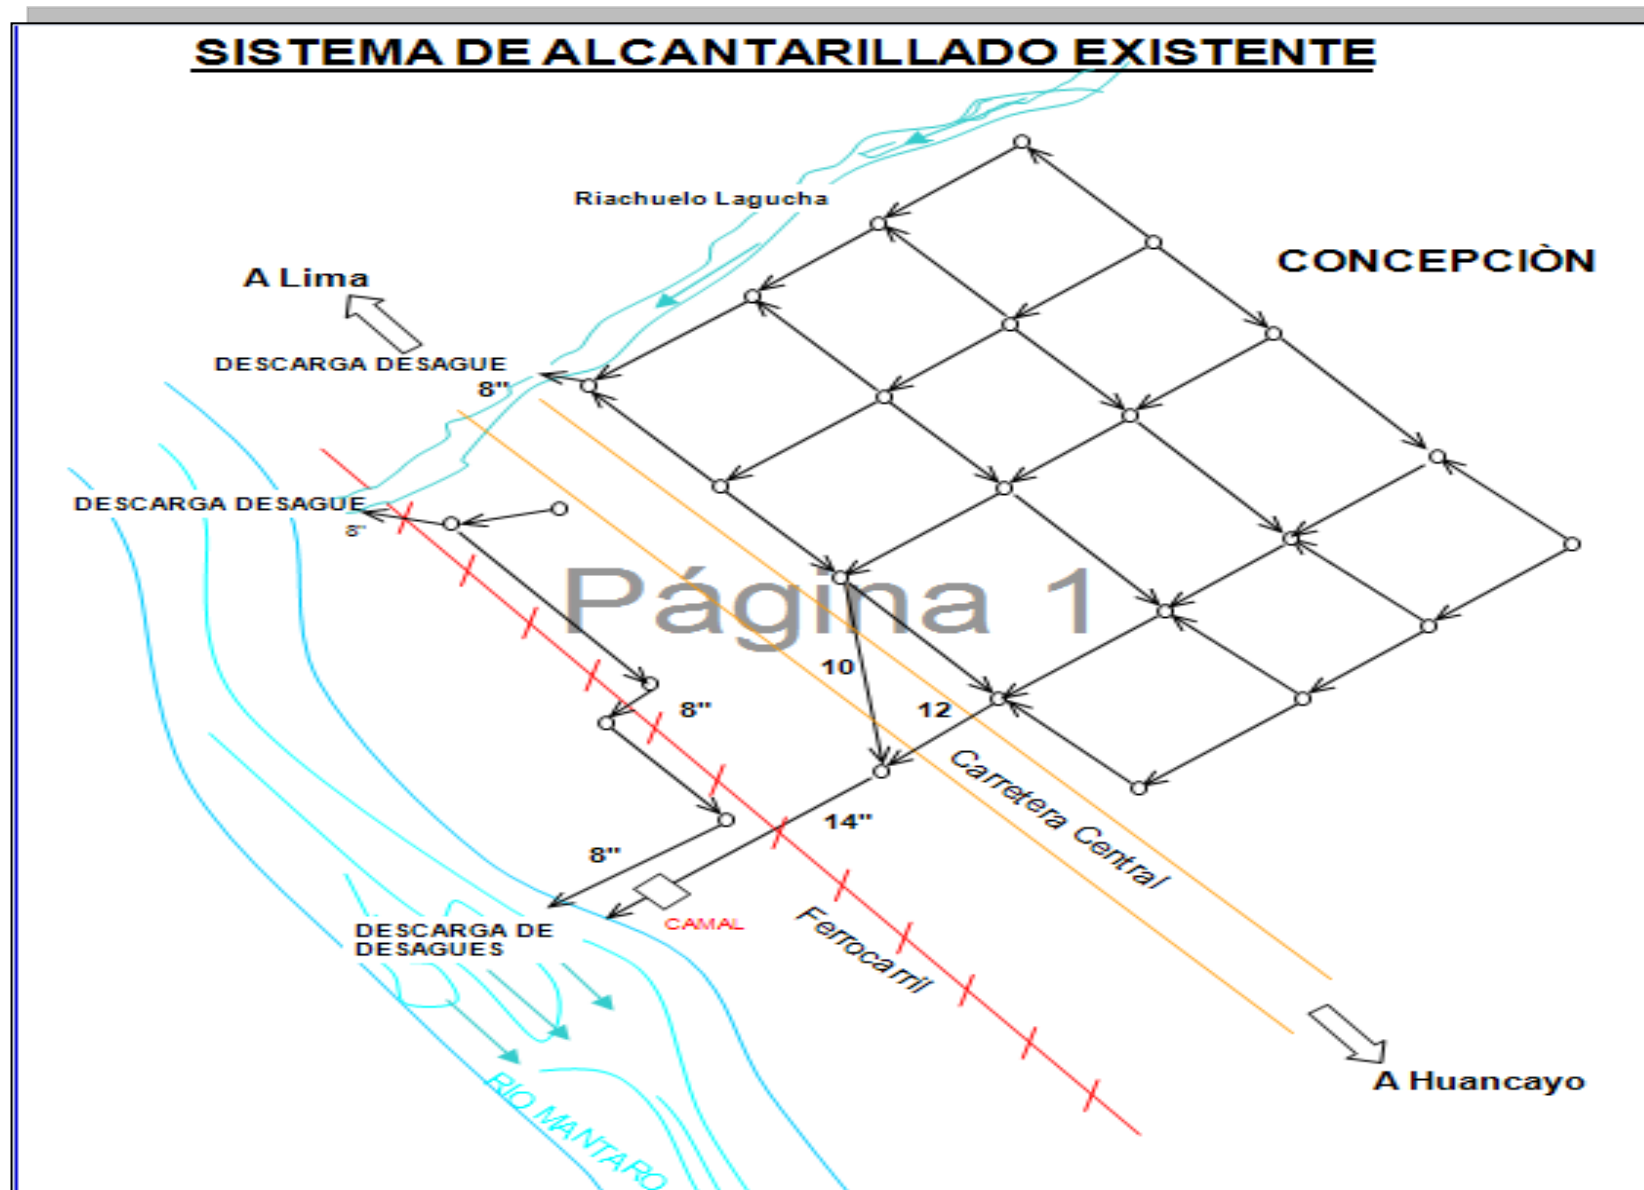 SISTEMA DE ALCANTARILLADO EXISTENTE
Riachuelo Lagucha
CONCEPCIÒN
A Lima
DESCARGA DESAGUE
8"
DESCARGA DESAGUE
8"
Página 1
10
12
8"
Carretera Central
14"
8"
CAMAL
Ferrocarril
DESCARGA DE
DESAGUES
A Huancayo
RIO MANTARO